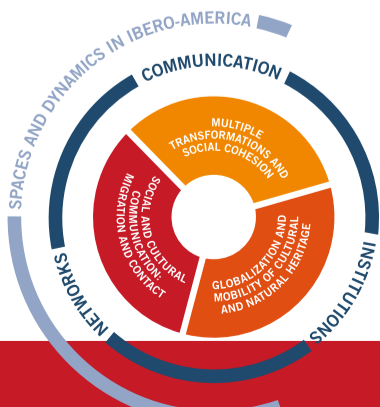 SPACES AND DYNAMICS IN IBERO-AMERICA
COMMUNICATION
MULTIPLE
TRANSFORMATIONS AND
SOCIAL COHESION
SOCIAL AND CULTURAL
COMMUNICATION:
MIGRATION AND CONTACT
GLOBALIZATION AND
MOBILITY OF CULTURAL
AND NATURAL HERITAGE
NETWORKS
INSTITUTIONS